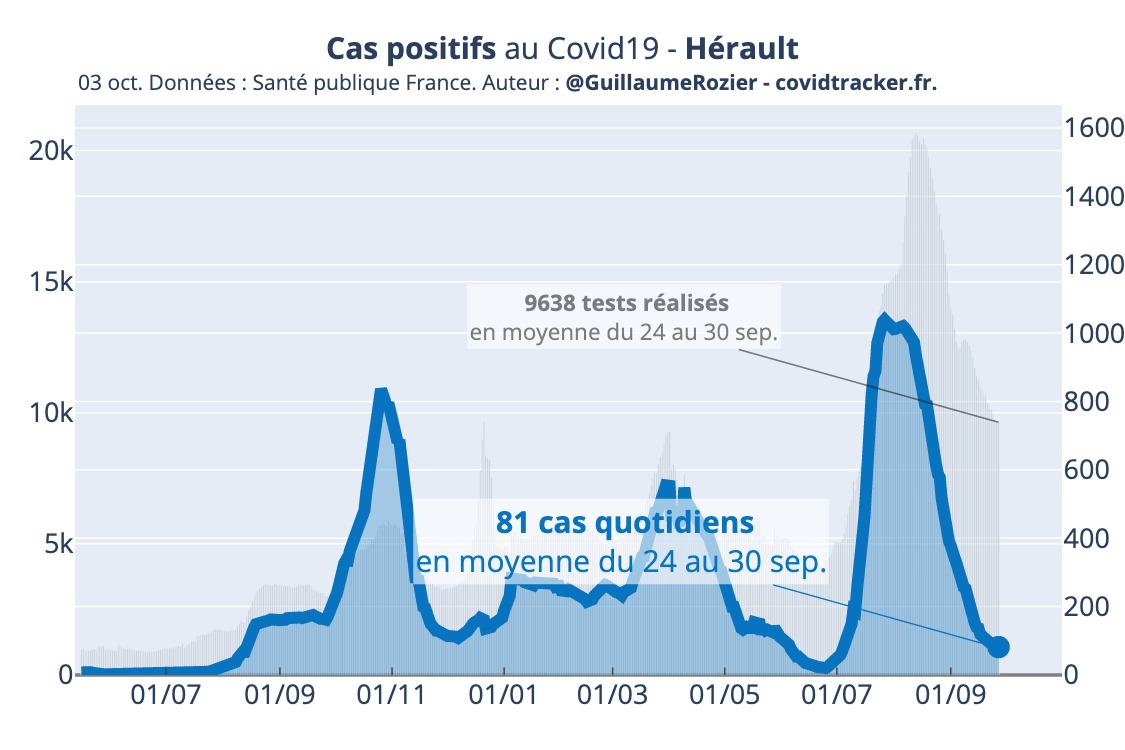 Cas positifs au Covid19 - Hérault
03 oct. Données : Santé publique France. Auteur : @GuillaumeRozier - covidtracker.fr.
20k
15k
10k
5k
0
1600
1400
1200
1000
800
600
400
200
0
9638 tests réalisés
en moyenne du 24 au 30 sep.
81 cas quotidiens
en moyenne du 24 au 30 sep.
01/07 01/09 01/11 01/01 01/03 01/05 01/07 01/09